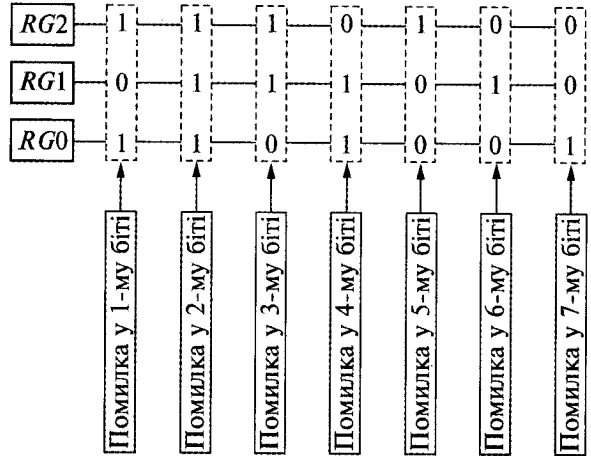 RG2 1 1 1 0 1 0 0
RG1 0 1 1 1 0 1 0
RG0 1 1 0 1 0 0 1
Помилка у 1-му біті
Помилка у 2-му біті
Помилка у 3-му біті
Помилка у 4-му біті
Помилка у 5-му біті
Помилка у 6-му біті
Помилка у 7-му біті